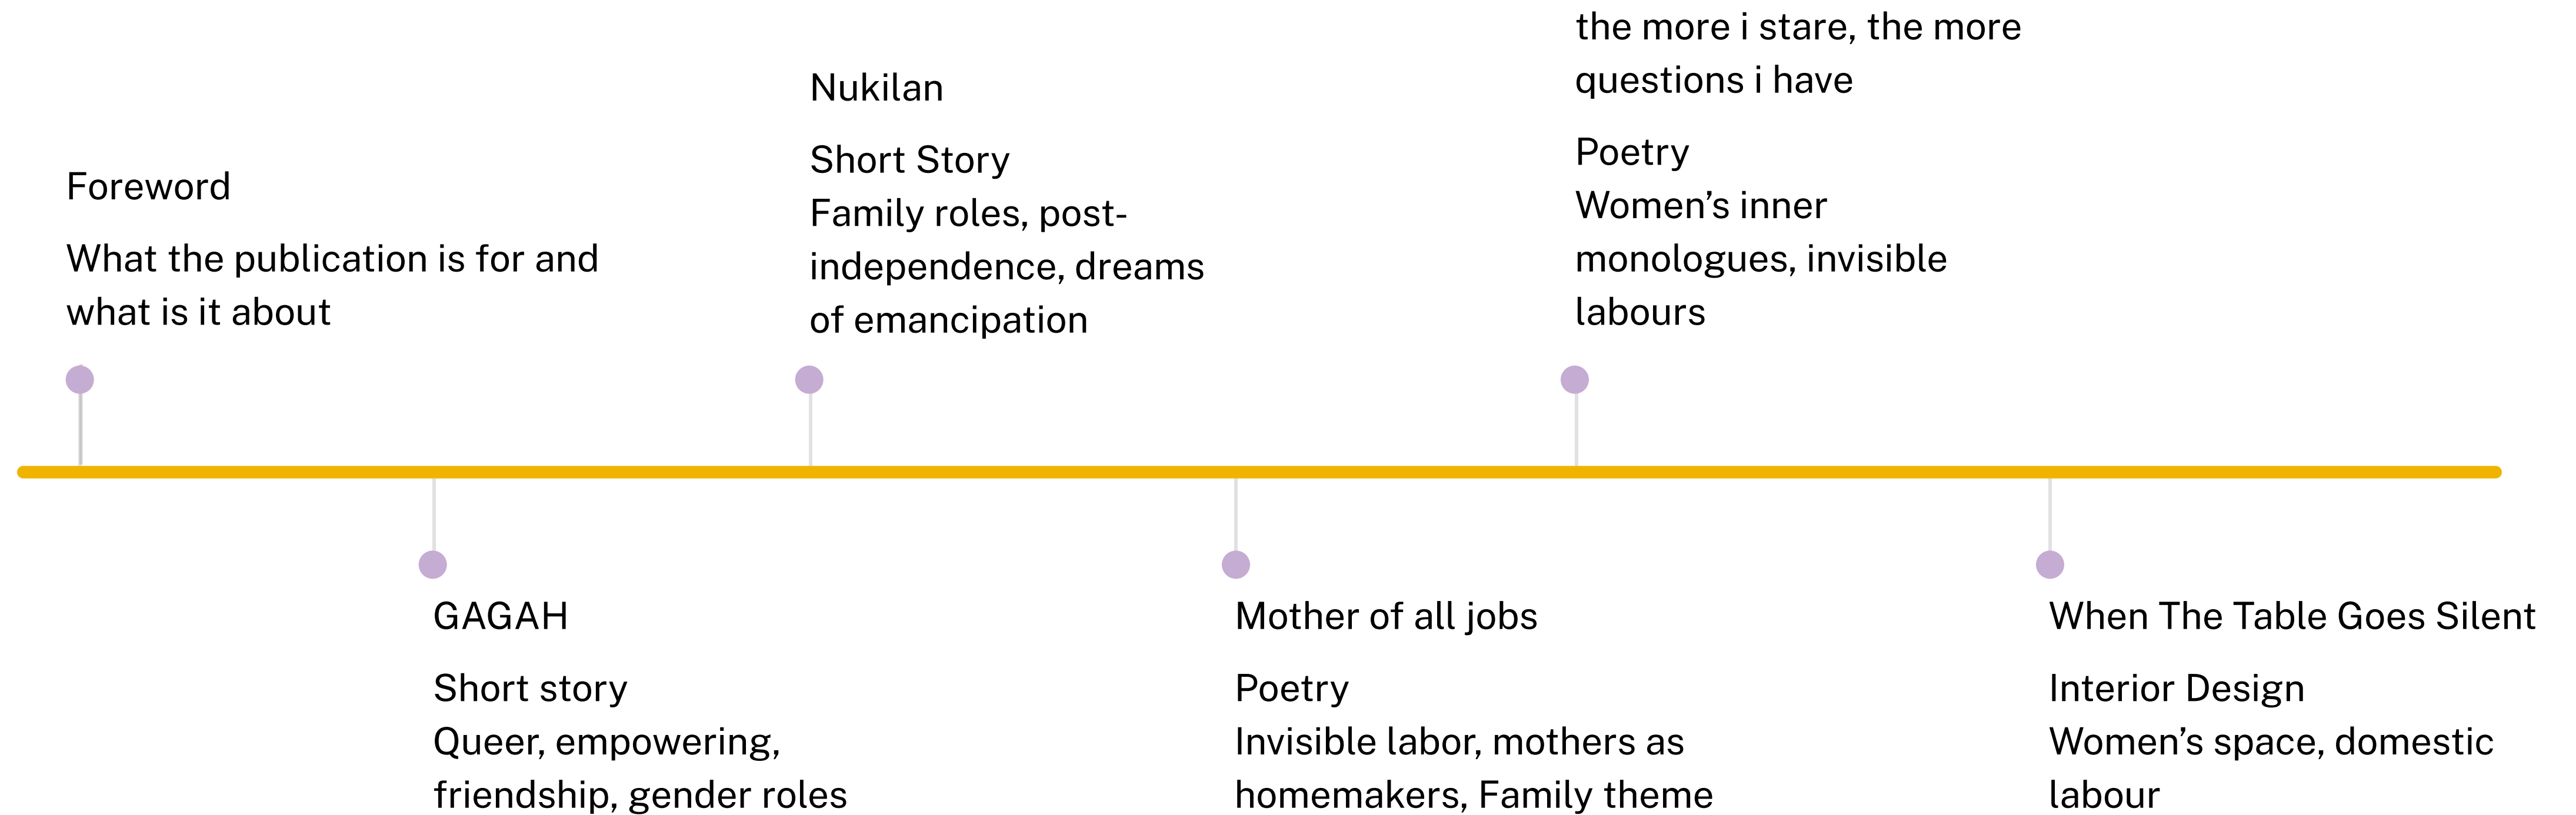 Foreword
What the publication is for and
what is it about
GAGAH
Short story
Queer, empowering,
friendship, gender roles
Nukilan
Short Story
Family roles, post-
independence, dreams
of emancipation
Mother of all jobs
Poetry
Invisible labor, mothers as
homemakers, Family theme
the more i stare, the more
questions i have
Poetry
Women’s inner
monologues, invisible
labours
When The Table Goes Silent
Interior Design
Women’s space, domestic
labour